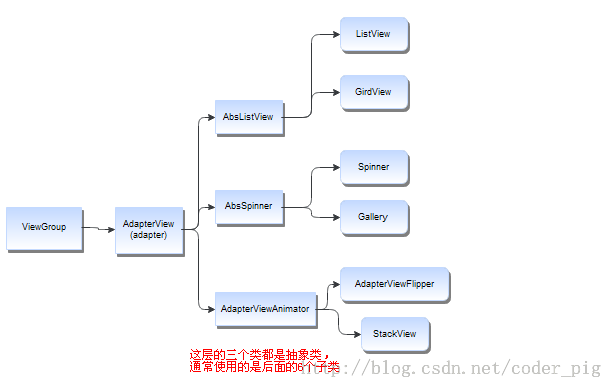 ListView
GirdView
AbsListView
Spinner
AbsSpinner
Gallery
ViewGroup
AdapterView
(adapter)
AdapterViewFlipper
AdapterViewAnimator
StackView
这层的三个类都是抽象类，
通常使用的是后面的6个子类
http://blog.csdn.net/coder_pig